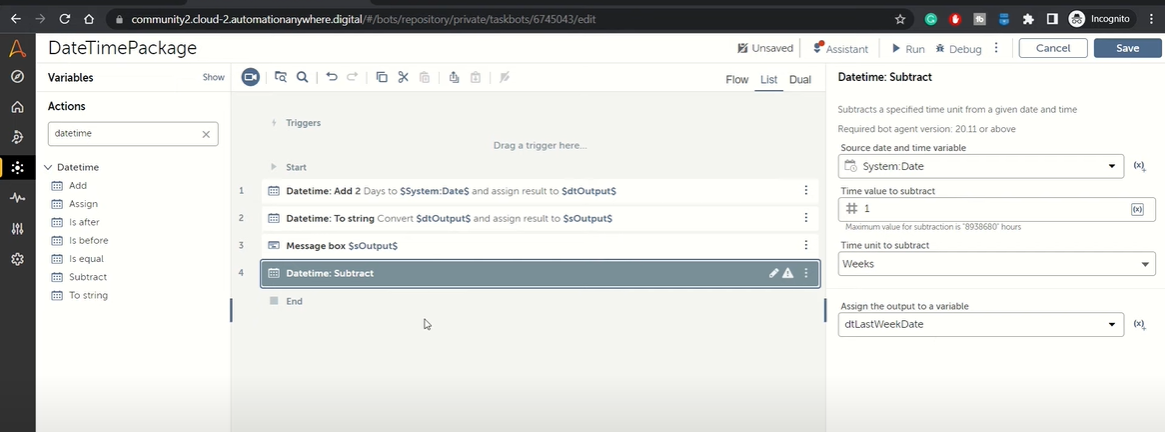 community2.cloud-2.automationanywhere.digital/#/bots/repository/private/taskbots/6745043/edit
Incognito
DateTimePackage
Unsaved
Assistant
Run
Debug
Cancel
Save
Variables
Show
Flow
List
Dual
Actions
datetime
Datetime
Add
Assign
Is after
Is before
Is equal
Subtract
To string
Triggers
Drag a trigger here...
Start
1 Datetime: Add 2 Days to $System:Date$ and assign result to $dtOutput$
2 Datetime: To string Convert $dtOutput$ and assign result to $sOutput$
3 Message box $sOutput$
4 Datetime: Subtract
End
Datetime: Subtract
Subtracts a specified time unit from a given date and time
Required bot agent version: 20.11 or above
Source date and time variable
System:Date
(x)
Time value to subtract
1
(x)
Maximum value for subtraction is "8938680" hours
Time unit to subtract
Weeks
Assign the output to a variable
dtLastWeekDate
(x)